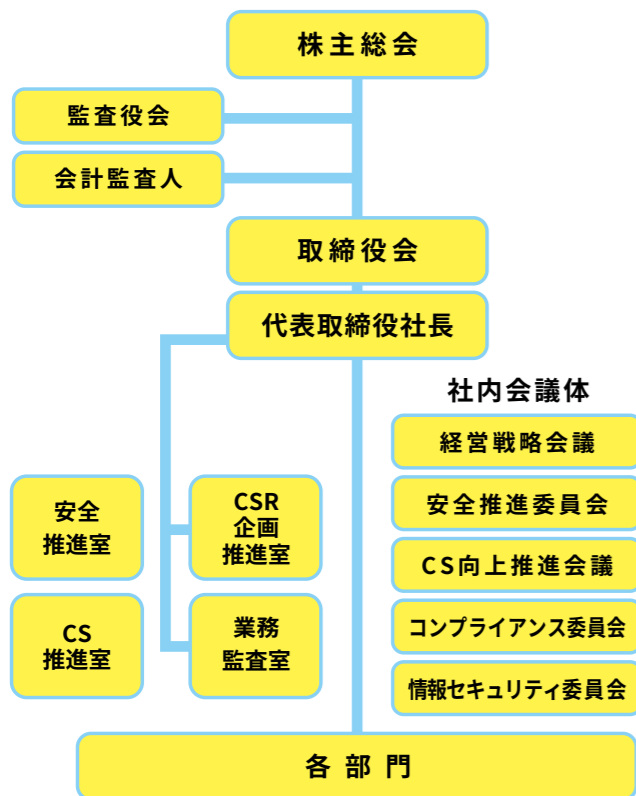 株主総会
監査役会
会計監査人
取締役会
代表取締役社長
社内会議体
経営戦略会議
安全推進委員会
CS向上推進会議
コンプライアンス委員会
情報セキュリティ委員会
安全
推進室
CSR
企画
推進室
CS
推進室
業務
監査室
各部門